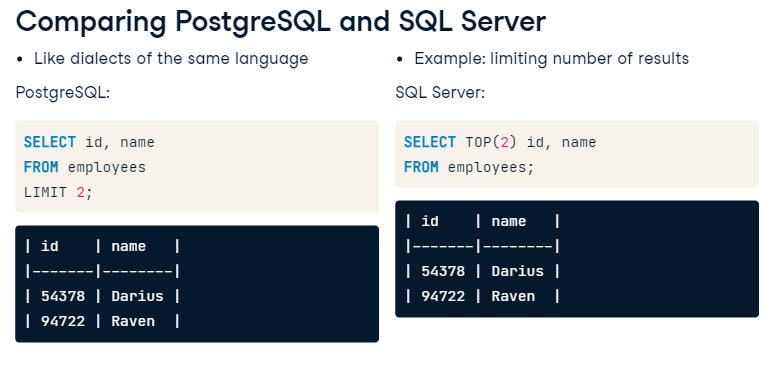 Comparing PostgreSQL and SQL Server
• Like dialects of the same language
PostgreSQL:
SELECT id, name
FROM employees
LIMIT 2;
| id    | name   |
|-------|--------|
| 54378 | Darius |
| 94722 | Raven  |
• Example: limiting number of results
SQL Server:
SELECT TOP(2) id, name
FROM employees;
| id    | name   |
|-------|--------|
| 54378 | Darius |
| 94722 | Raven  |